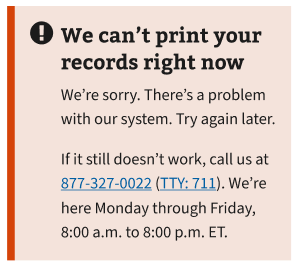 We can’t print your
records right now
We’re sorry. There’s a problem
with our system. Try again later.
If it still doesn’t work, call us at
877-327-0022 (TTY: 711). We’re
here Monday through Friday,
8:00 a.m. to 8:00 p.m. ET.